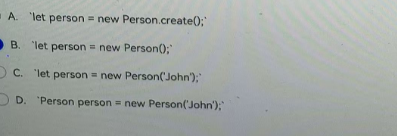 A. `let person = new Person.create();`
B. `let person = new Person();`
C. `let person = new Person('John');`
D. `Person person = new Person('John');`